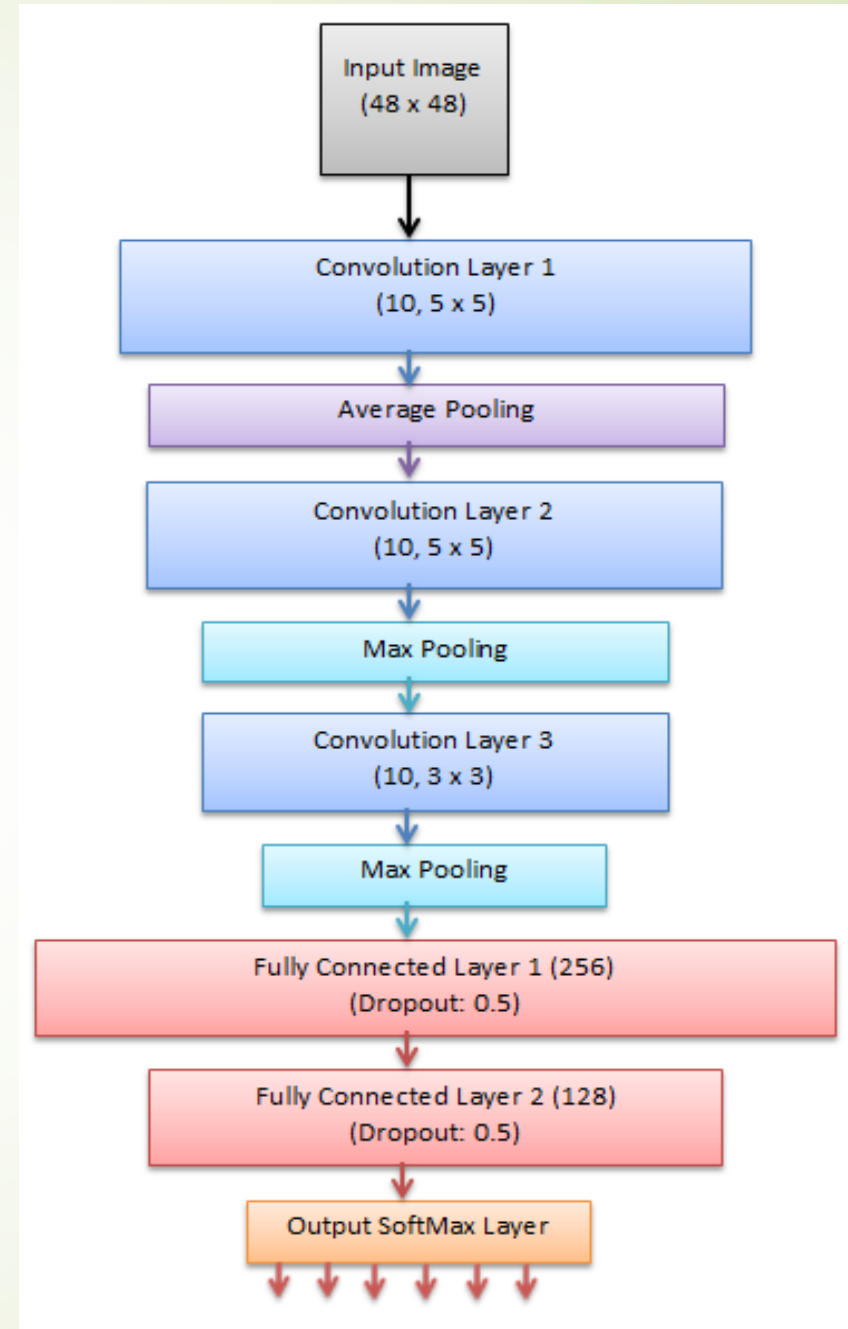 Input Image
(48 x 48)
Convolution Layer 1
(10, 5 x 5)
Average Pooling
Convolution Layer 2
(10, 5 x 5)
Max Pooling
Convolution Layer 3
(10, 3 x 3)
Max Pooling
Fully Connected Layer 1 (256)
(Dropout: 0.5)
Fully Connected Layer 2 (128)
(Dropout: 0.5)
Output SoftMax Layer